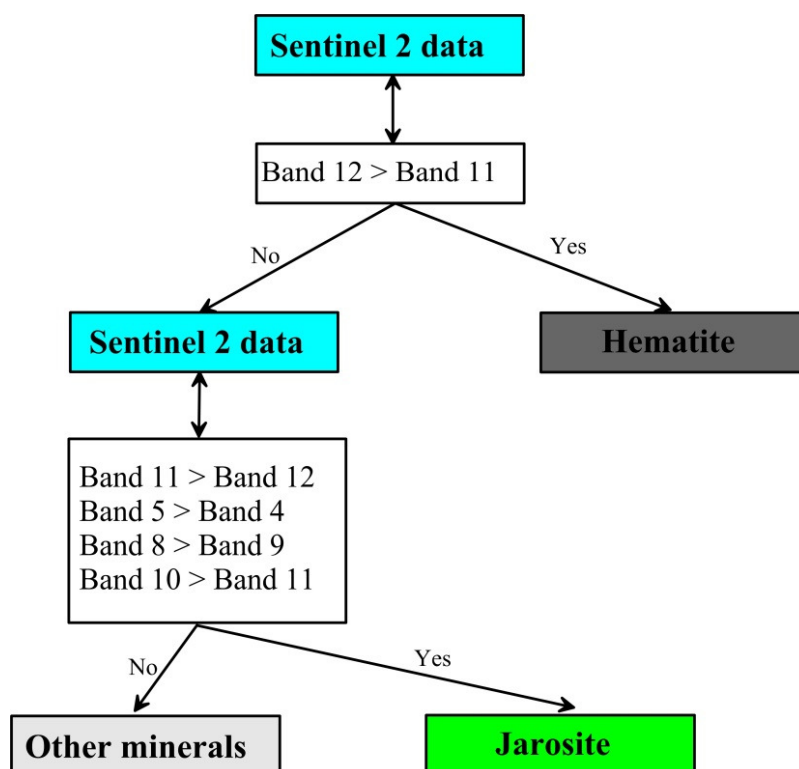 Sentinel 2 data
Band 12 > Band 11
No
Yes
Sentinel 2 data
Hematite
Band 11 > Band 12
Band 5 > Band 4
Band 8 > Band 9
Band 10 > Band 11
No
Yes
Other minerals
Jarosite